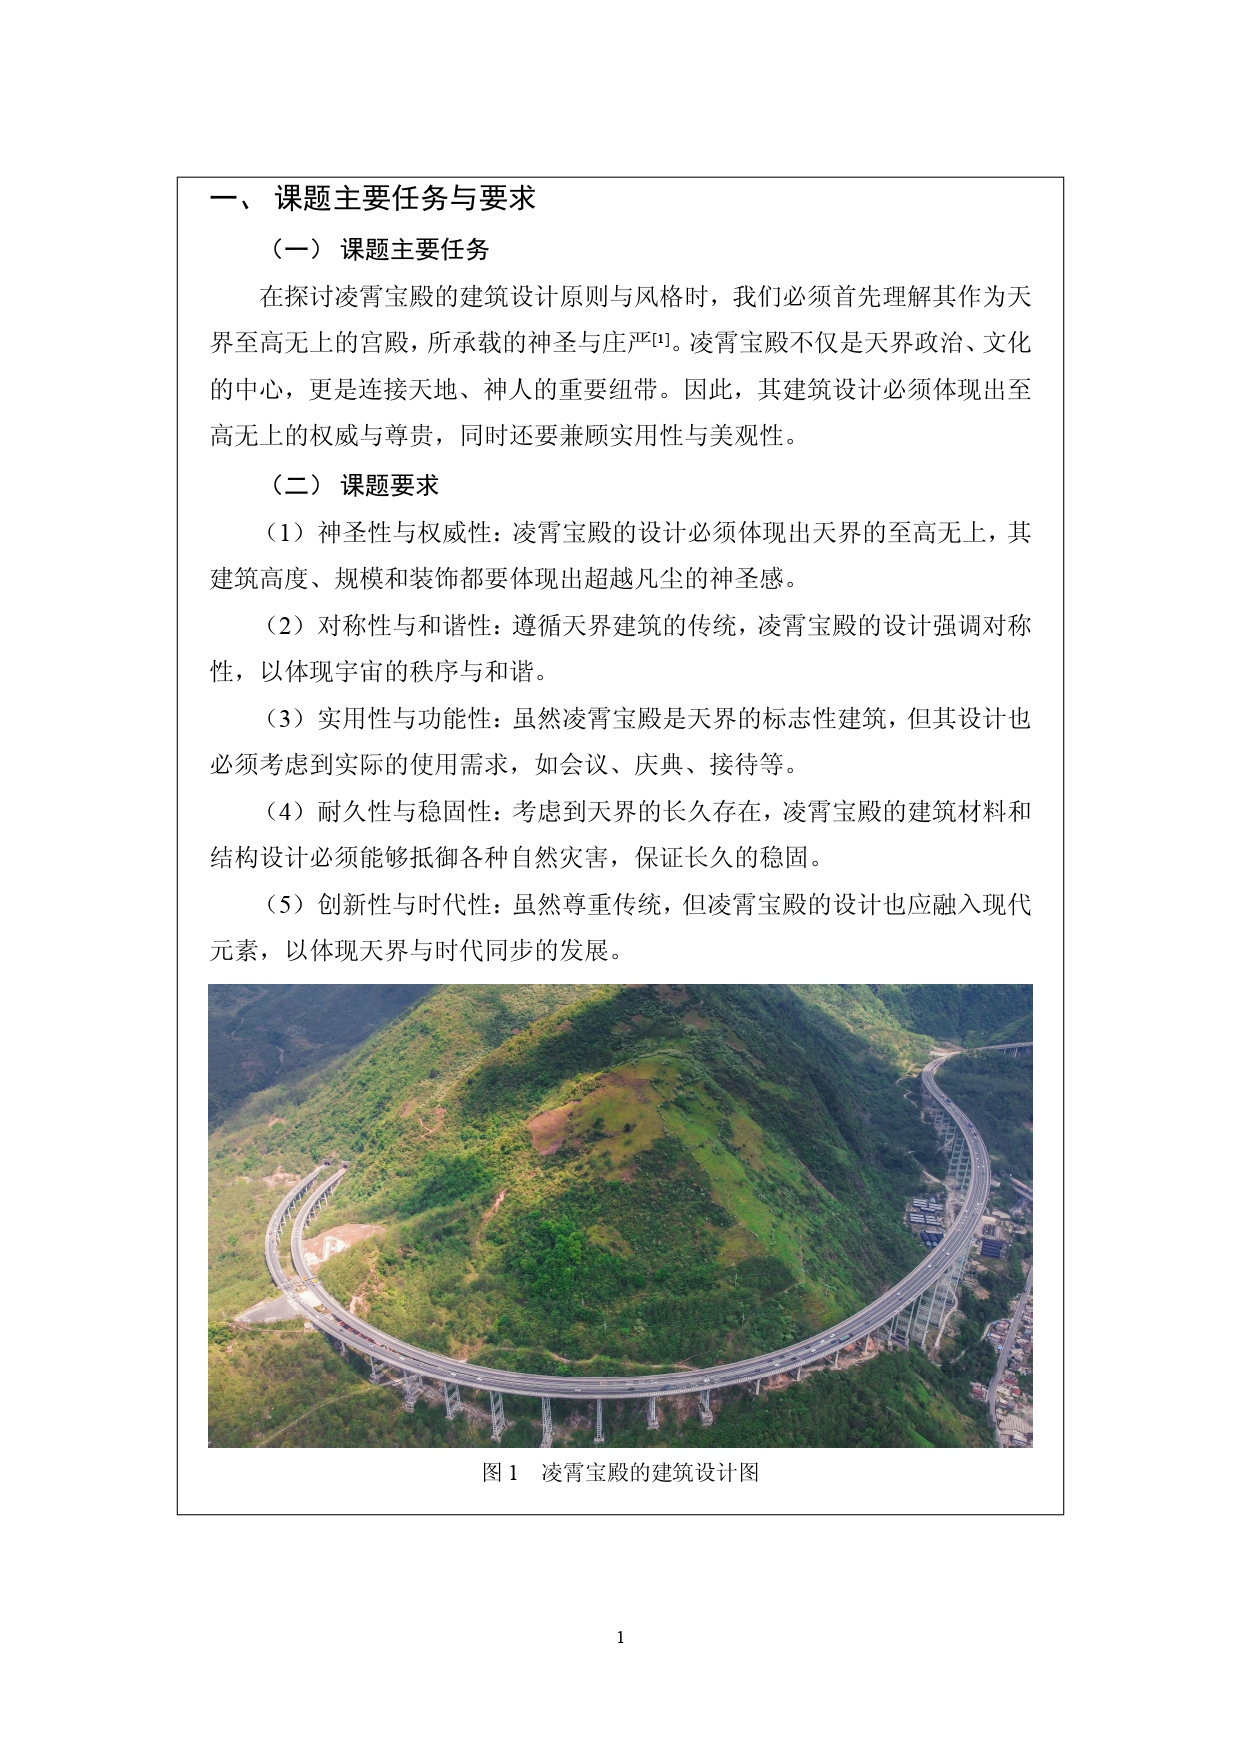 一、 课题主要任务与要求
（一） 课题主要任务
在探讨凌霄宝殿的建筑设计原则与风格时，我们必须首先理解其作为天
界至高无上的宫殿，所承载的神圣与庄严[1]。凌霄宝殿不仅是天界政治、文化
的中心，更是连接天地、神人的重要纽带。因此，其建筑设计必须体现出至
高无上的权威与尊贵，同时还要兼顾实用性与美观性。
（二） 课题要求
（1）神圣性与权威性：凌霄宝殿的设计必须体现出天界的至高无上，其
建筑高度、规模和装饰都要体现出超越凡尘的神圣感。
（2）对称性与和谐性：遵循天界建筑的传统，凌霄宝殿的设计强调对称
性，以体现宇宙的秩序与和谐。
（3）实用性与功能性：虽然凌霄宝殿是天界的标志性建筑，但其设计也
必须考虑到实际的使用需求，如会议、庆典、接待等。
（4）耐久性与稳固性：考虑到天界的长久存在，凌霄宝殿的建筑材料和
结构设计必须能够抵御各种自然灾害，保证长久的稳固。
（5）创新性与时代性：虽然尊重传统，但凌霄宝殿的设计也应融入现代
元素，以体现天界与时代同步的发展。
图 1 凌霄宝殿的建筑设计图
1